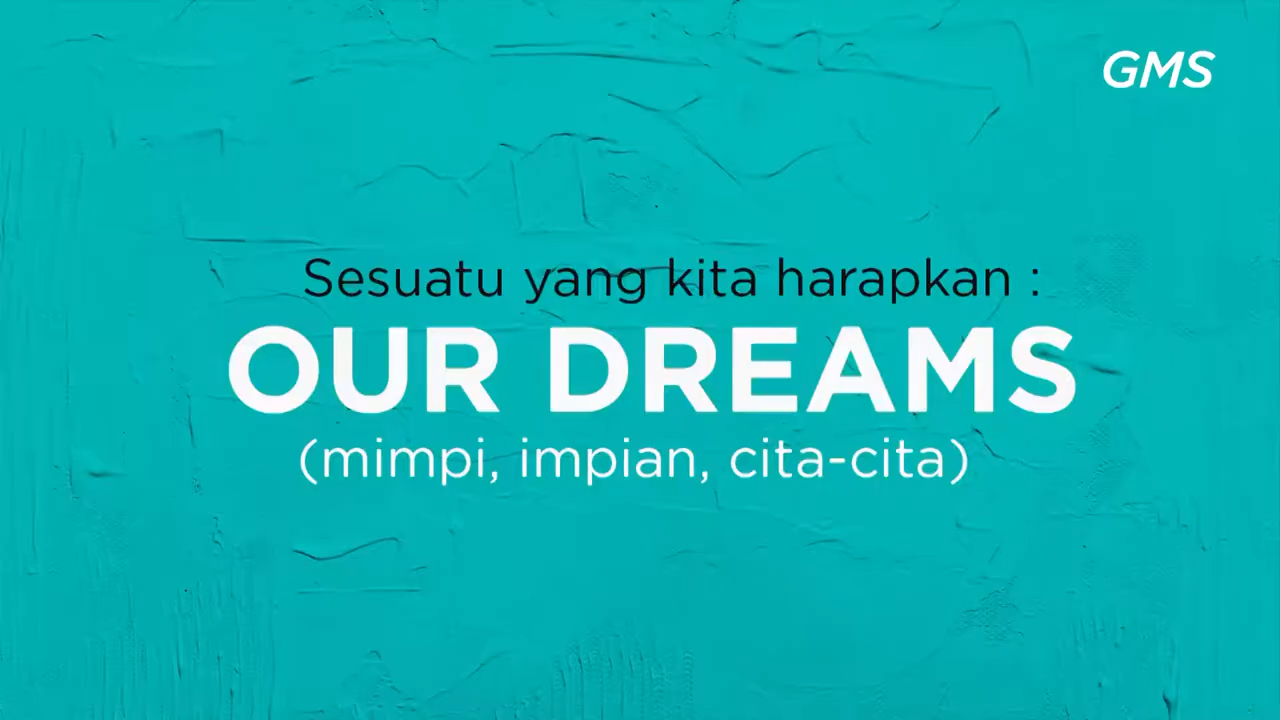 GMS
Sesuatu yang kita harapkan :
OUR DREAMS
(mimpi, impian, cita-cita)